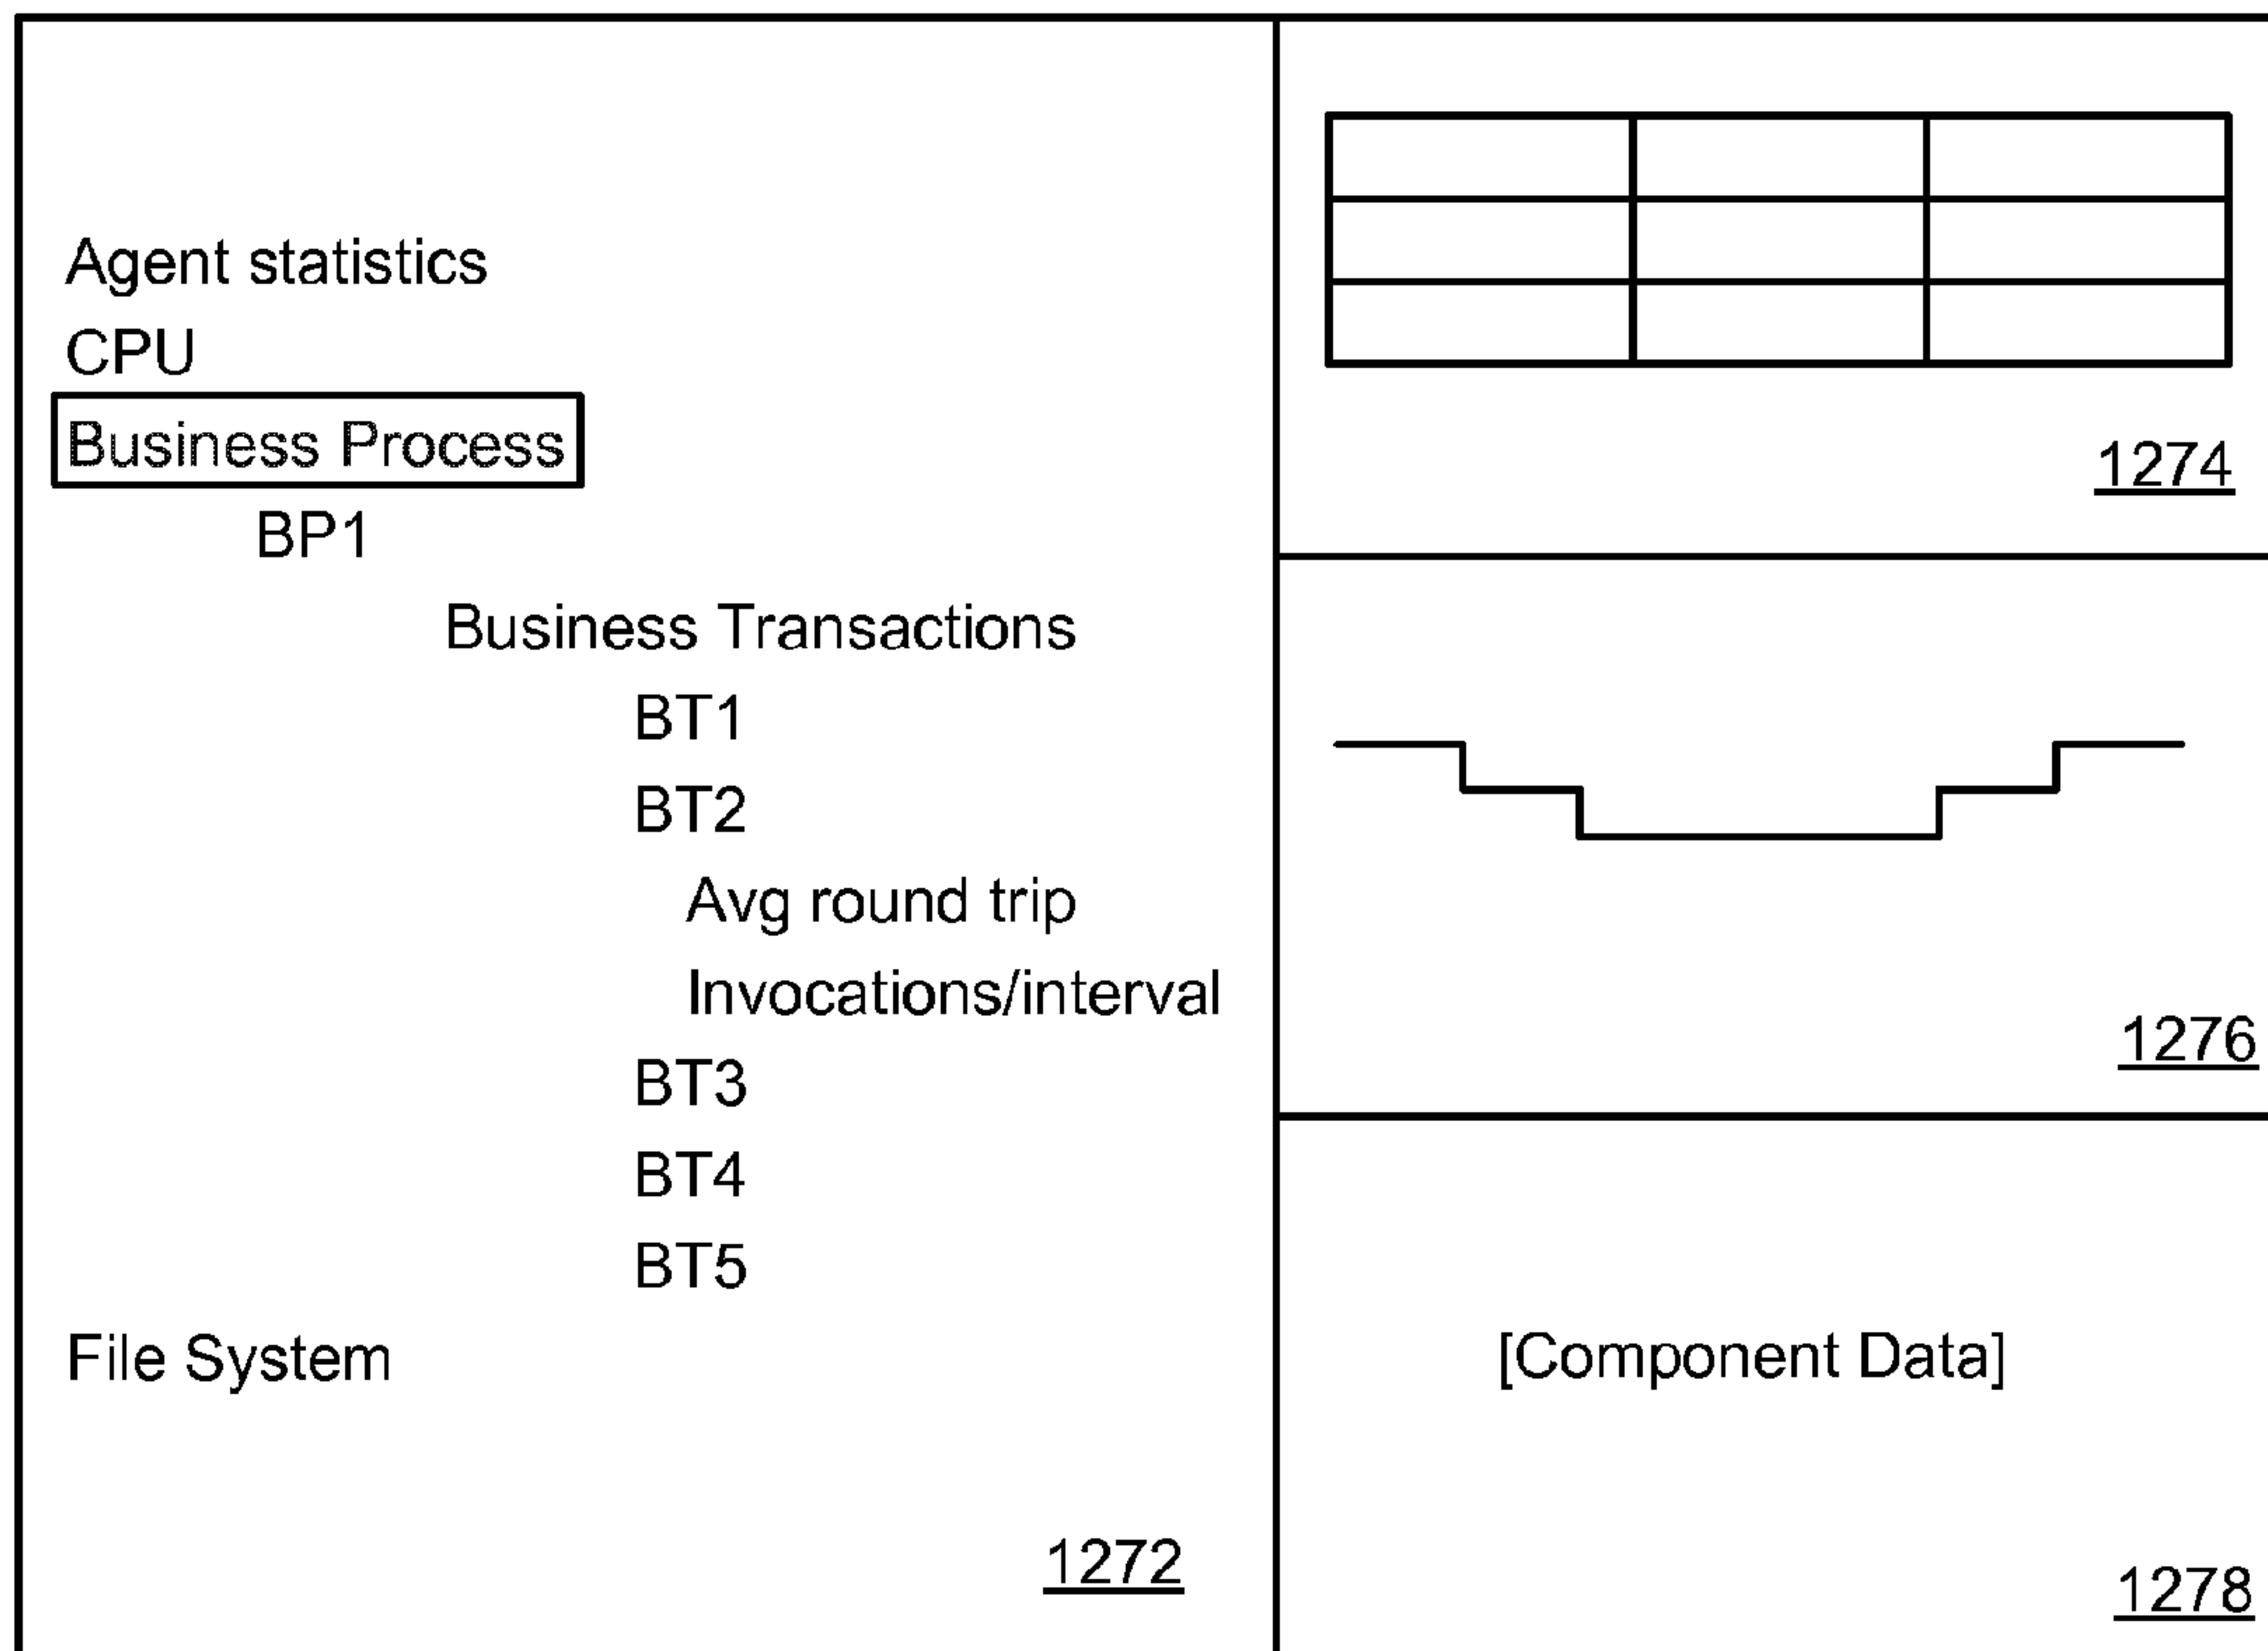 Agent statistics
CPU
Business Process
BP1
Business Transactions
BT1
BT2
Avg round trip
Invocations/interval
BT3
BT4
BT5
File System
1272
1274
1276
[Component Data]
1278